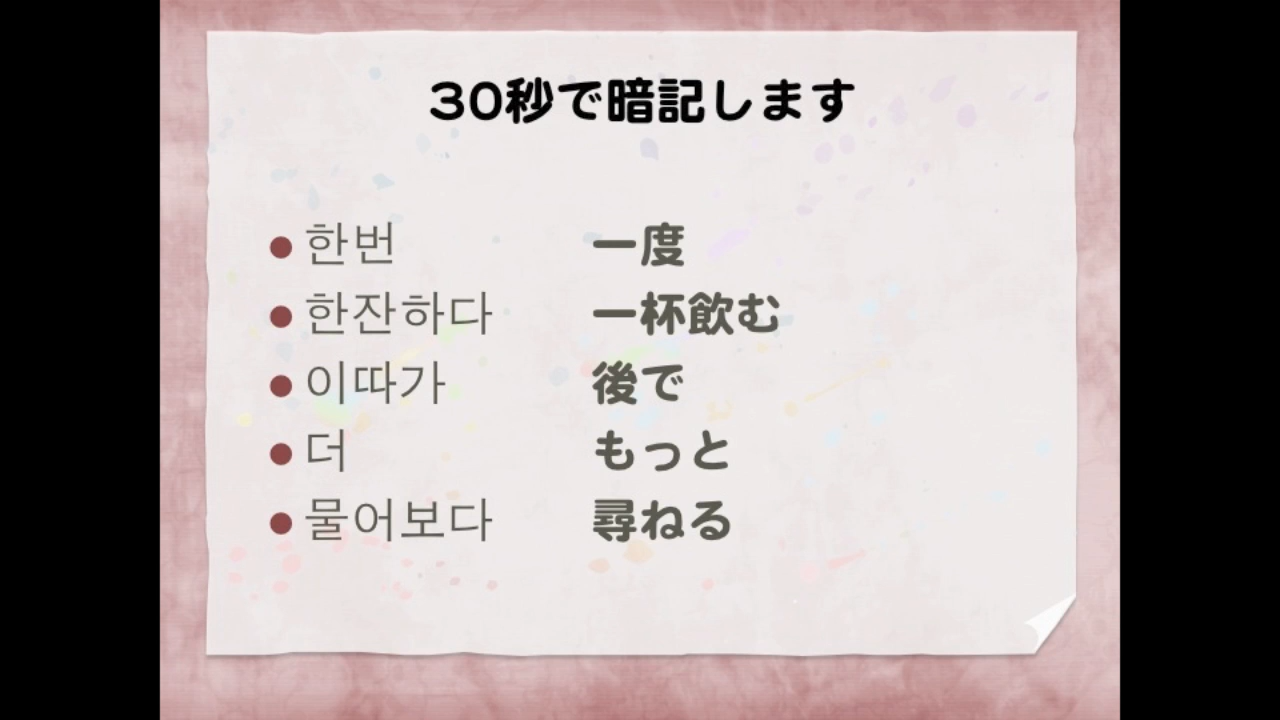 30秒で暗記します
● 한번 一度
● 한잔하다 一杯飲む
● 이따가 後で
● 더 もっと
● 물어보다 尋ねる